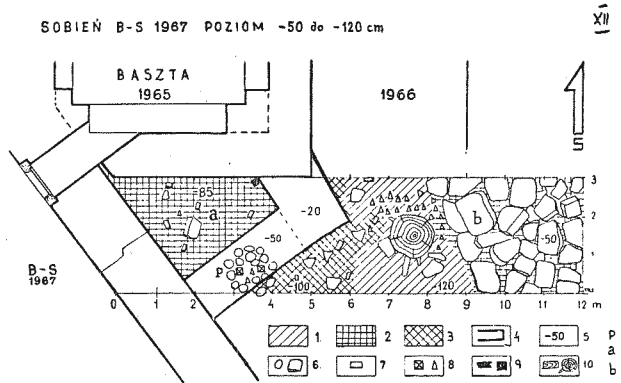 XII
SOBIEŃ B-S 1967 POZIOM -50 do -120 cm
BASZTA
1965
1966
S
-85
a
-20
-50
b
-50
3
2
1
B-S
1967
p
-100
-120
0 1 2 3 4 5 6 7 8 9 10 11 12 m
1. 2 3 4 -50 5 p
a
6. 7 8 9 10 b